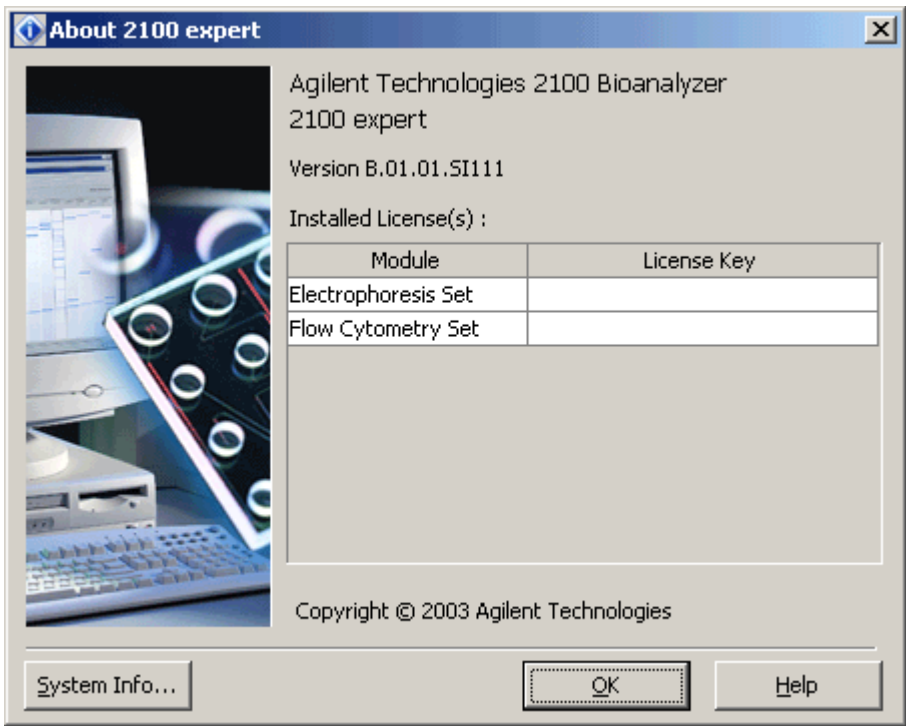 About 2100 expert
Agilent Technologies 2100 Bioanalyzer
2100 expert
Version B.01.01.SI111
Installed License(s) :
Module License Key
Electrophoresis Set
Flow Cytometry Set
Copyright © 2003 Agilent Technologies
System Info... OK Help